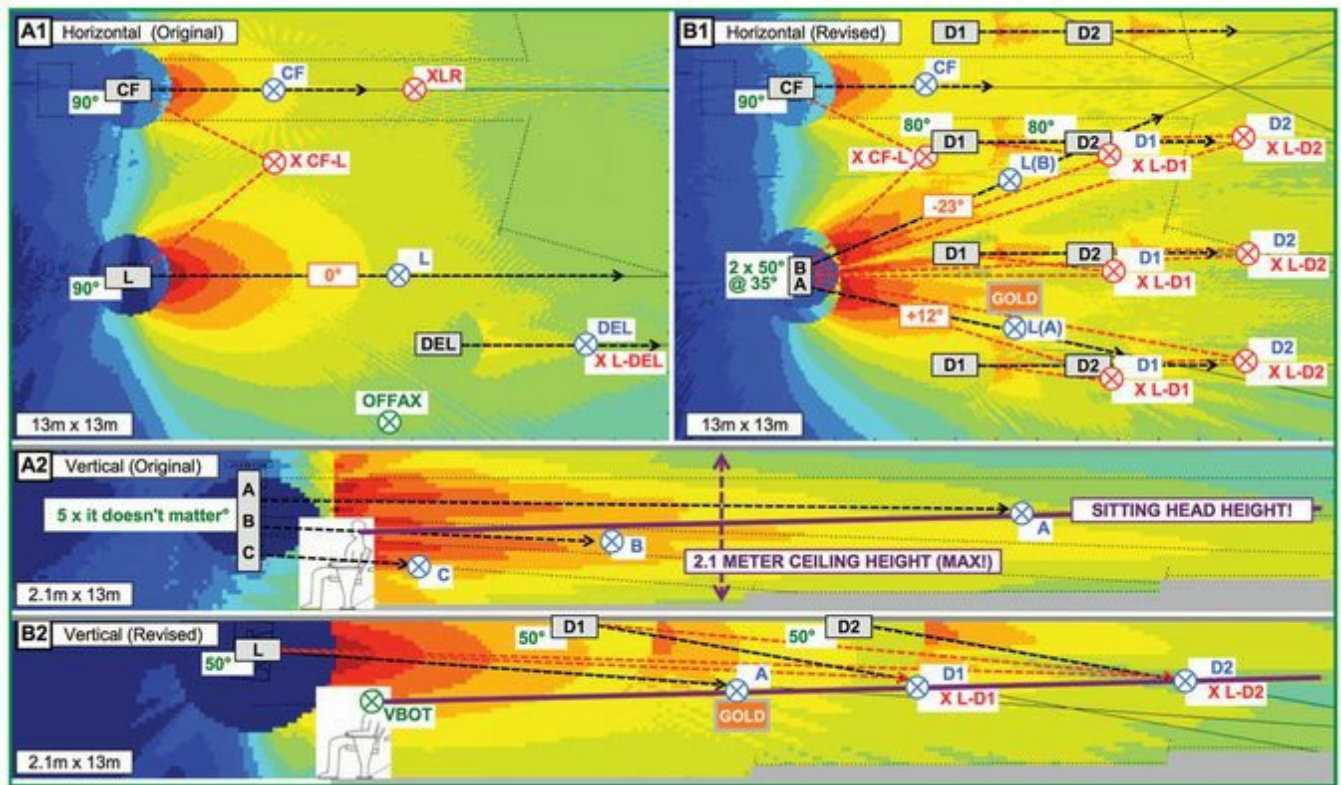 A1 Horizontal (Original)
CF
XLR
CF
90°
X CF-L
L
L
0°
90°
DEL
DEL
X L-DEL
OFFAX
13m x 13m
B1 Horizontal (Revised)
D1
D2
CF
CF
90°
80°
80°
D1
D2
D1
D2
X CF-L
X L-D1
X L-D2
L(B)
-23°
D1
D2
D1
D2
B
A
2 x 50°
@ 35°
X L-D1
X L-D2
GOLD
+12°
L(A)
D1
D2
D1
D2
X L-D1
X L-D2
13m x 13m
A2 Vertical (Original)
A
5 x it doesn't matter°
B
C
A
B
C
SITTING HEAD HEIGHT!
2.1 METER CEILING HEIGHT (MAX!)
2.1m x 13m
B2 Vertical (Revised)
D1
D2
50°
50°
L
50°
A
D1
D2
X L-D1
X L-D2
VBOT
GOLD
2.1m x 13m